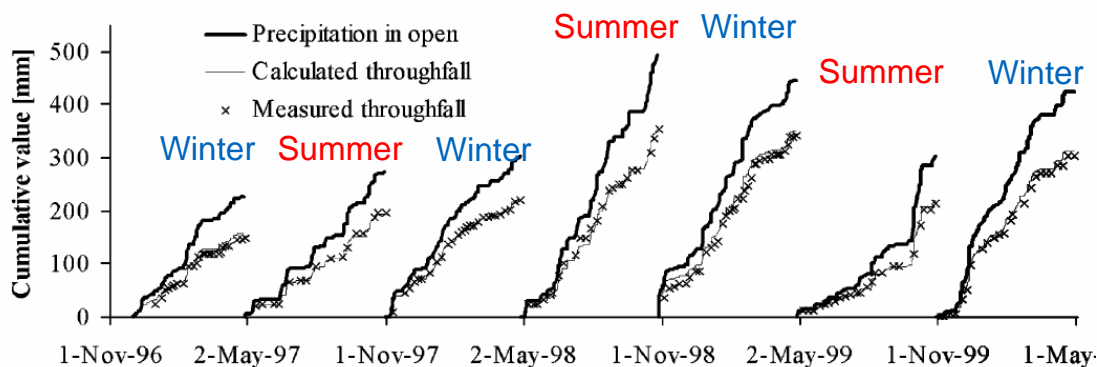 Cumulative value [mm]
500
400
300
200
100
0
Precipitation in open
Calculated throughfall
Measured throughfall
Winter
Summer
Winter
Summer
Winter
Summer
Winter
1-Nov-96 2-May-97 1-Nov-97 2-May-98 1-Nov-98 2-May-99 1-Nov-99 1-May-